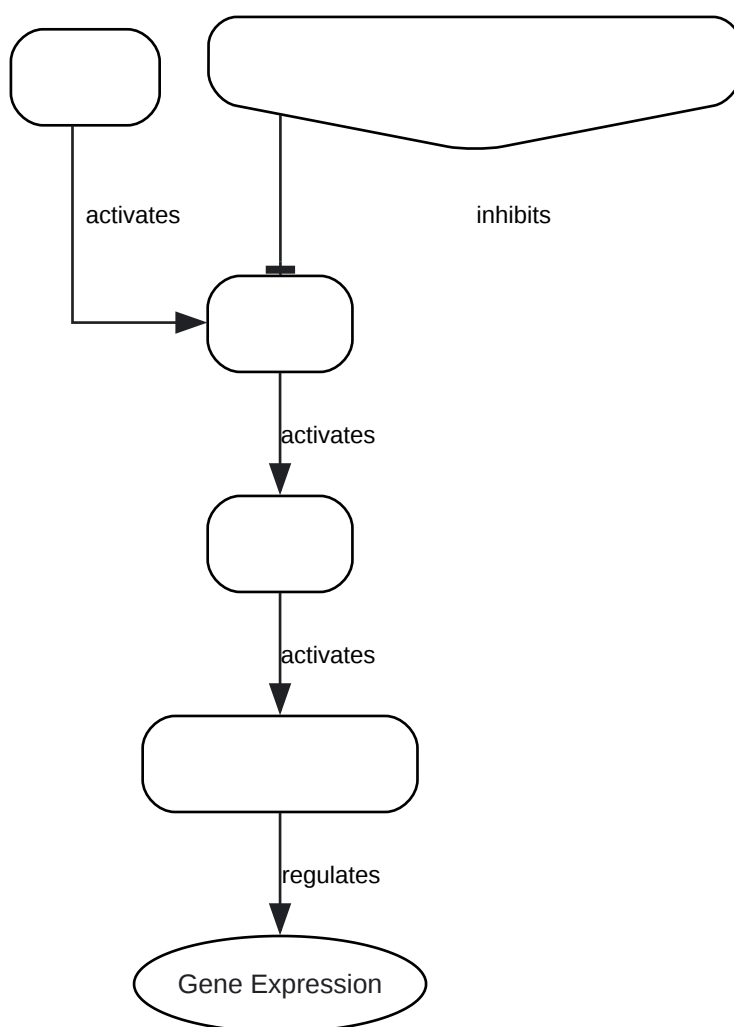 activates
inhibits
activates
activates
regulates
Gene Expression